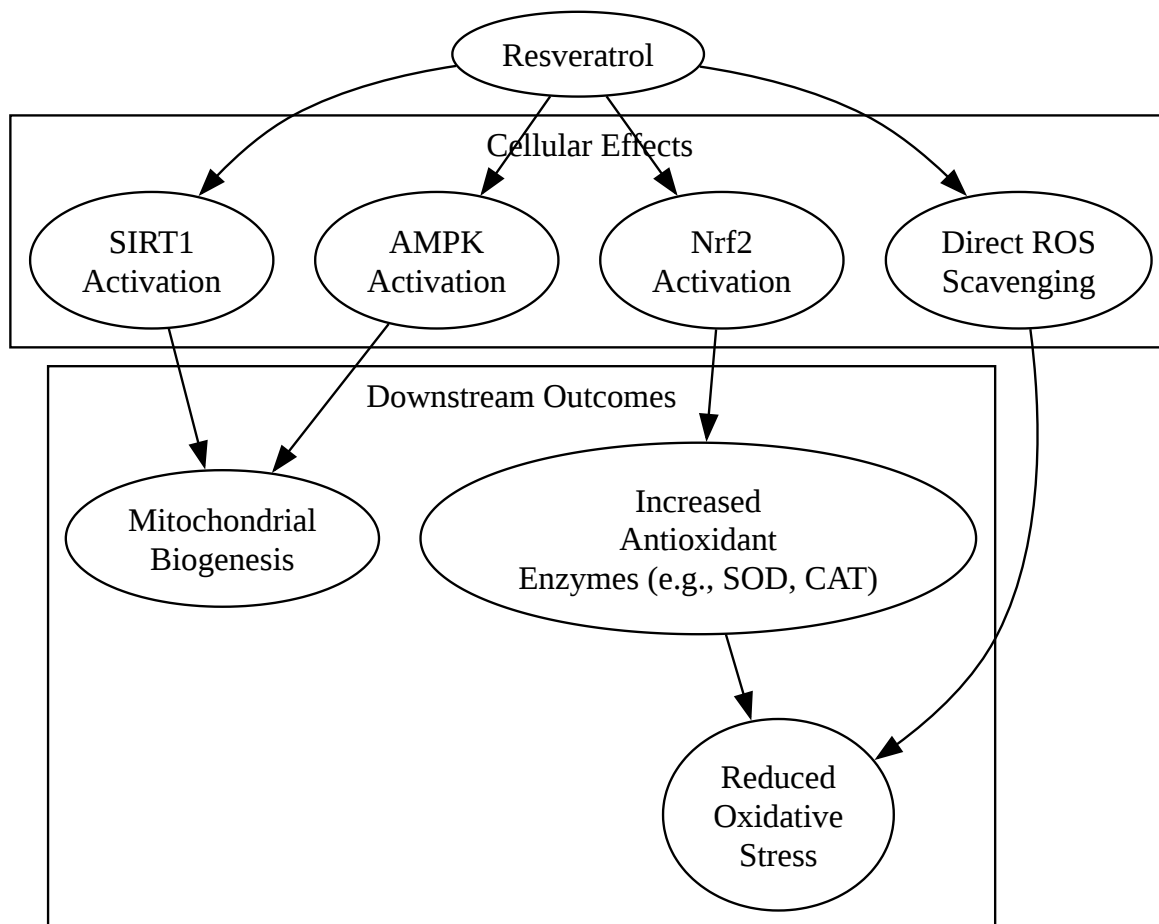 Resveratrol
Cellular Effects
SIRT1
Activation
AMPK
Activation
Nrf2
Activation
Direct ROS
Scavenging
Downstream Outcomes
Mitochondrial
Biogenesis
Increased
Antioxidant
Enzymes (e.g., SOD, CAT)
Reduced
Oxidative
Stress